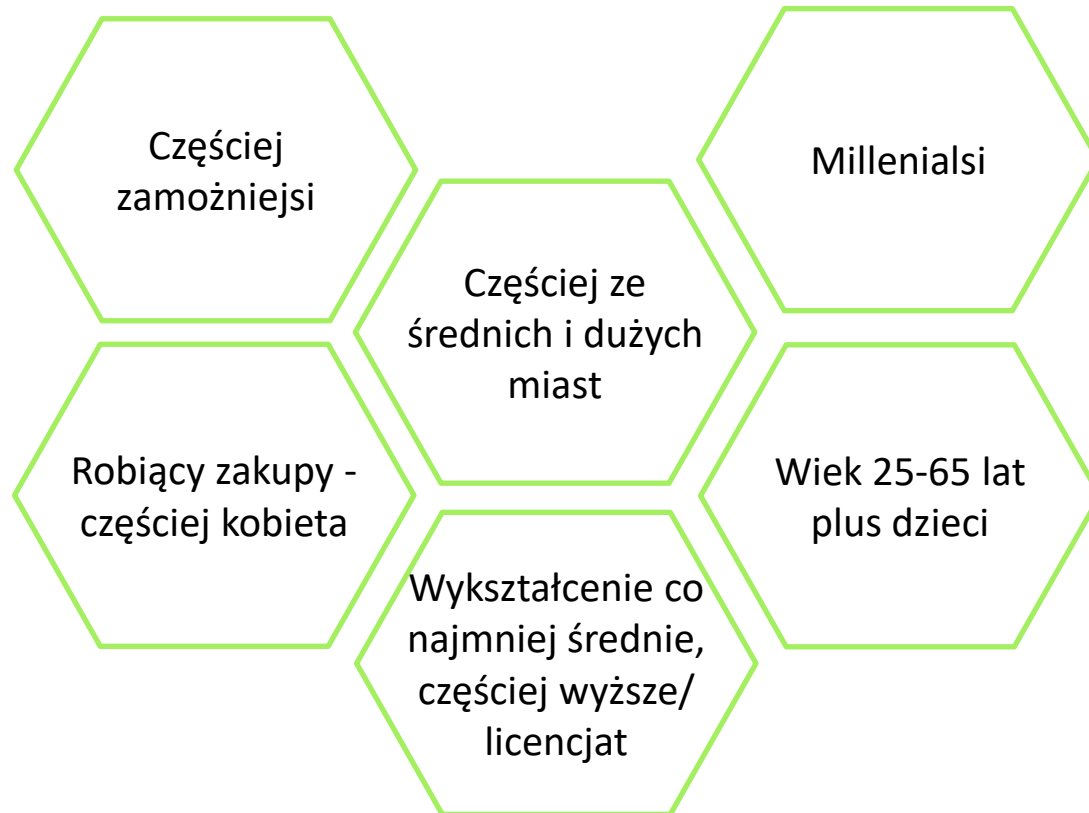 Częściej
zamożniejsi
Millenialsi
Częściej ze
średnich i dużych
miast
Robiący zakupy -
częściej kobieta
Wiek 25-65 lat
plus dzieci
Wykształcenie co
najmniej średnie,
częściej wyższe/
licencjat